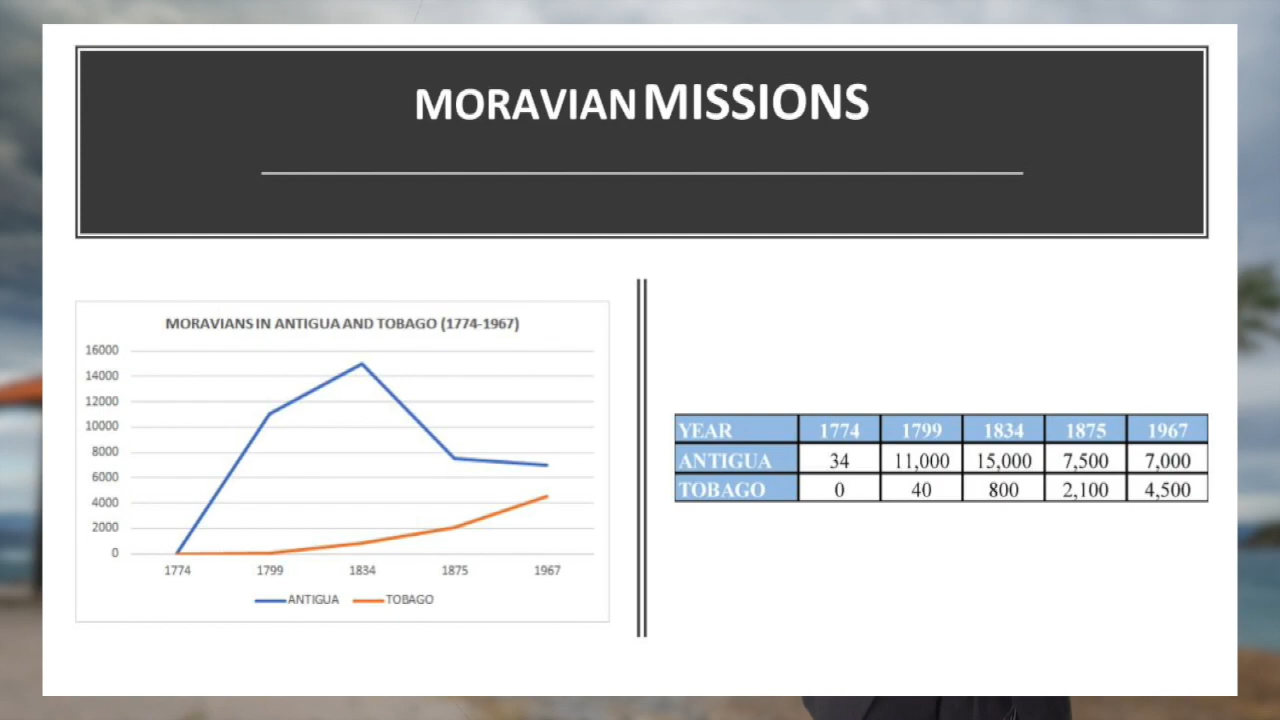 MORAVIAN MISSIONS
MORAVIANS IN ANTIGUA AND TOBAGO (1774-1967)
16000
14000
12000
10000
8000
6000
4000
2000
0
1774 1799 1834 1875 1967
ANTIGUA TOBAGO
YEAR 1774 1799 1834 1875 1967
ANTIGUA 34 11,000 15,000 7,500 7,000
TOBAGO 0 40 800 2,100 4,500